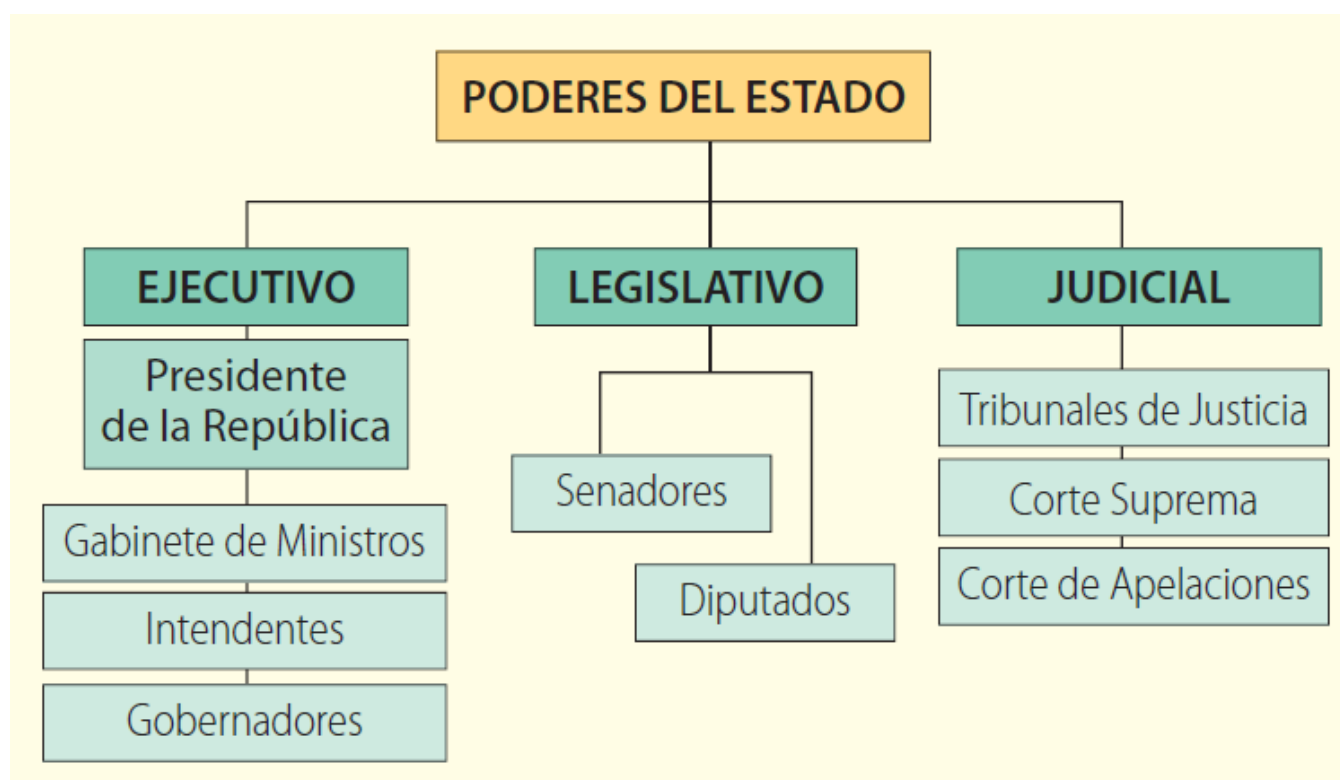 PODERES DEL ESTADO
EJECUTIVO
Presidente
de la República
Gabinete de Ministros
Intendentes
Gobernadores
LEGISLATIVO
Senadores
Diputados
JUDICIAL
Tribunales de Justicia
Corte Suprema
Corte de Apelaciones